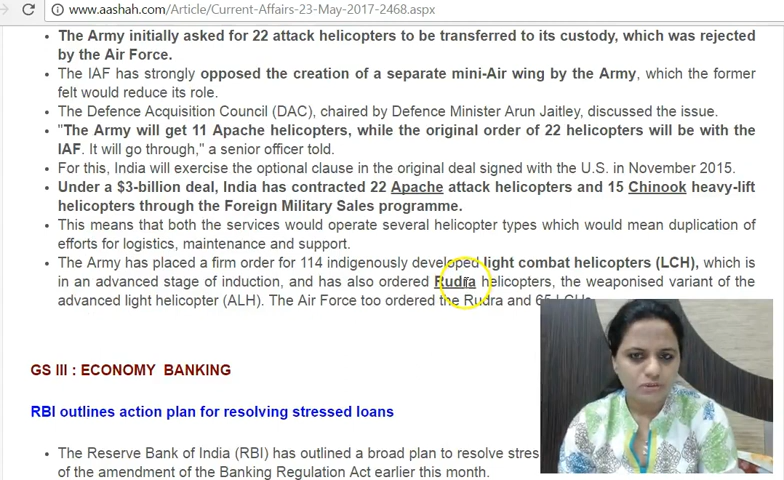 www.aashah.com/Article/Current-Affairs-23-May-2017-2468.aspx
• The Army initially asked for 22 attack helicopters to be transferred to its custody, which was rejected
by the Air Force.
• The IAF has strongly opposed the creation of a separate mini-Air wing by the Army, which the former
felt would reduce its role.
• The Defence Acquisition Council (DAC), chaired by Defence Minister Arun Jaitley, discussed the issue.
• "The Army will get 11 Apache helicopters, while the original order of 22 helicopters will be with the
IAF. It will go through," a senior officer told.
• For this, India will exercise the optional clause in the original deal signed with the U.S. in November 2015.
• Under a $3-billion deal, India has contracted 22 Apache attack helicopters and 15 Chinook heavy-lift
helicopters through the Foreign Military Sales programme.
• This means that both the services would operate several helicopter types which would mean duplication of
efforts for logistics, maintenance and support.
• The Army has placed a firm order for 114 indigenously developed light combat helicopters (LCH), which is
in an advanced stage of induction, and has also ordered Rudra helicopters, the weaponised variant of the
advanced light helicopter (ALH). The Air Force too ordered the Rudra and 65 LCHs.
GS III : ECONOMY BANKING
RBI outlines action plan for resolving stressed loans
• The Reserve Bank of India (RBI) has outlined a broad plan to resolve
of the amendment of the Banking Regulation Act earlier this month.